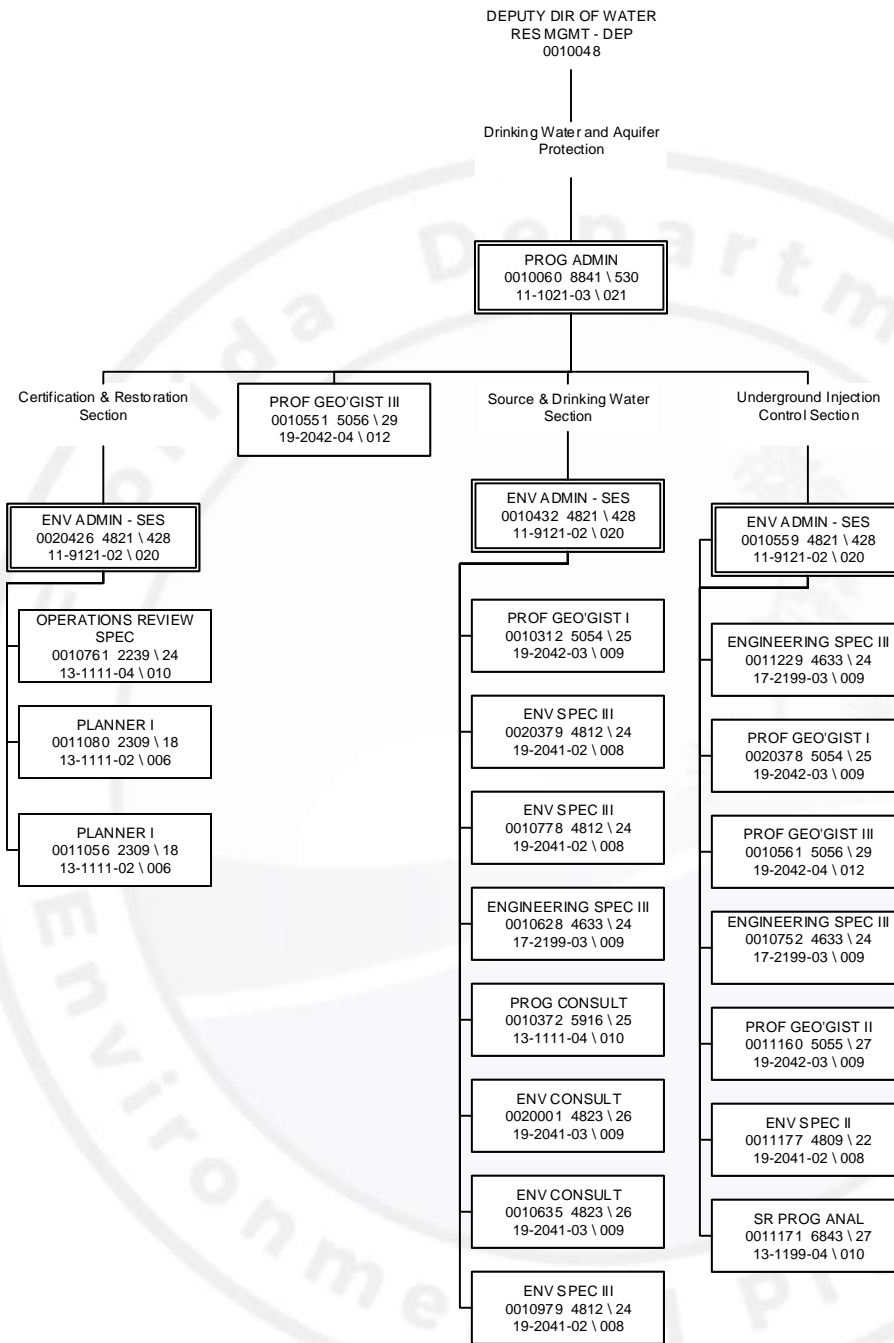 DEPUTY DIR OF WATER
RES MGMT - DEP
0010048
Drinking Water and Aquifer
Protection
PROG ADMIN
0010060 8841 \ 530
11-1021-03 \ 021
Certification & Restoration
Section
PROF GEO'GIST III
0010551 5056 \ 29
19-2042-04 \ 012
Source & Drinking Water
Section
Underground Injection
Control Section
ENV ADMIN - SES
0020426 4821 \ 428
11-9121-02 \ 020
OPERATIONS REVIEW
SPEC
0010761 2239 \ 24
13-1111-04 \ 010
PLANNER I
0011080 2309 \ 18
13-1111-02 \ 006
PLANNER I
0011056 2309 \ 18
13-1111-02 \ 006
ENV ADMIN - SES
0010432 4821 \ 428
11-9121-02 \ 020
PROF GEO'GIST I
0010312 5054 \ 25
19-2042-03 \ 009
ENV SPEC III
0020379 4812 \ 24
19-2041-02 \ 008
ENV SPEC III
0010778 4812 \ 24
19-2041-02 \ 008
ENGINEERING SPEC III
0010628 4633 \ 24
17-2199-03 \ 009
PROG CONSULT
0010372 5916 \ 25
13-1111-04 \ 010
ENV CONSULT
0020001 4823 \ 26
19-2041-03 \ 009
ENV CONSULT
0010635 4823 \ 26
19-2041-03 \ 009
ENV SPEC III
0010979 4812 \ 24
19-2041-02 \ 008
ENV ADMIN - SES
0010559 4821 \ 428
11-9121-02 \ 020
ENGINEERING SPEC III
0011229 4633 \ 24
17-2199-03 \ 009
PROF GEO'GIST I
0020378 5054 \ 25
19-2042-03 \ 009
PROF GEO'GIST III
0010561 5056 \ 29
19-2042-04 \ 012
ENGINEERING SPEC III
0010752 4633 \ 24
17-2199-03 \ 009
PROF GEO'GIST II
0011160 5055 \ 27
19-2042-03 \ 009
ENV SPEC II
0011177 4809 \ 22
19-2041-02 \ 008
SR PROG ANAL
0011171 6843 \ 27
13-1199-04 \ 010